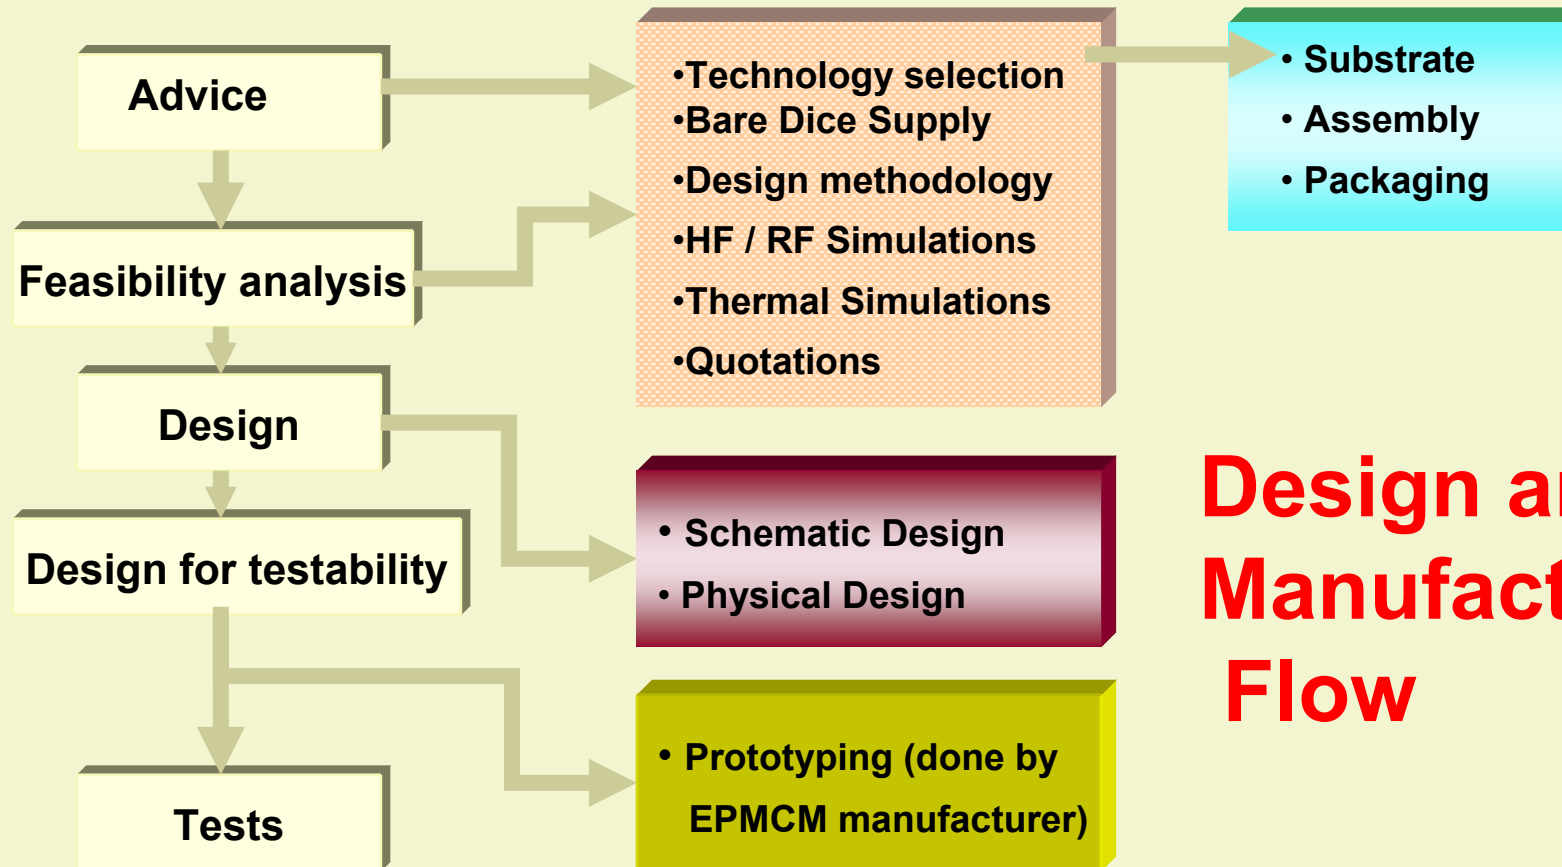 Advice
Feasibility analysis
Design
Design for testability
Tests
•Technology selection
•Bare Dice Supply
•Design methodology
•HF / RF Simulations
•Thermal Simulations
•Quotations
• Substrate
• Assembly
• Packaging
• Schematic Design
• Physical Design
• Prototyping (done by
EPMCM manufacturer)
Design
Flow